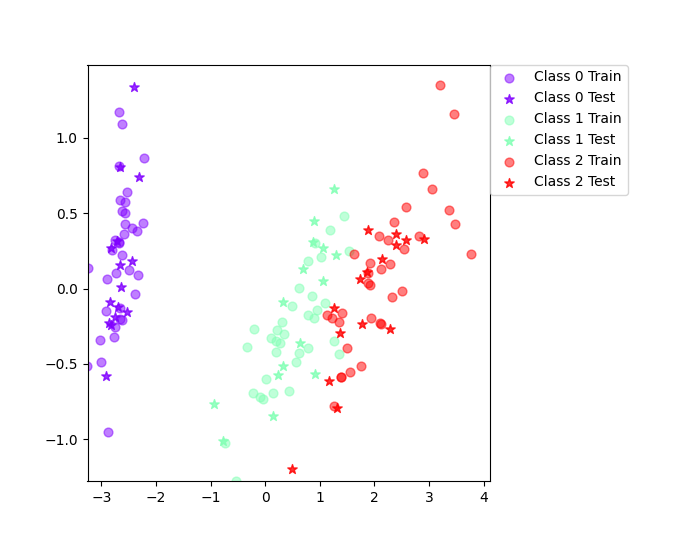 Class 0 Train
Class 0 Test
Class 1 Train
Class 1 Test
Class 2 Train
Class 2 Test
1.0
0.5
0.0
−0.5
−1.0
−3 −2 −1 0 1 2 3 4